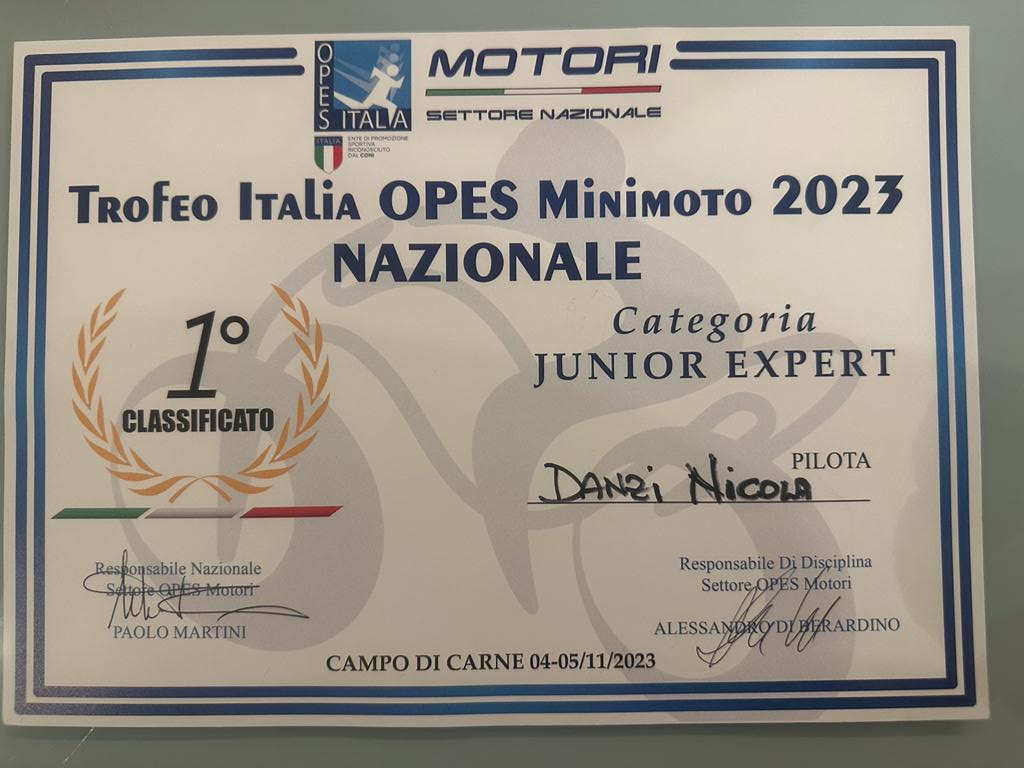 OPES ITALIA
MOTORI
SETTORE NAZIONALE
ITALIA
ENTE DI PROMOZIONE
SPORTIVA
RICONOSCIUTO
DAL CONI
Trofeo Italia OPES Minimoto 2023
NAZIONALE
1°
CLASSIFICATO
Categoria
JUNIOR EXPERT
PILOTA
DANZI NICOLA
Responsabile Nazionale
Settore OPES Motori
PAOLO MARTINI
Responsabile Di Disciplina
Settore OPES Motori
ALESSANDRO DI BERARDINO
CAMPO DI CARNE 04-05/11/2023